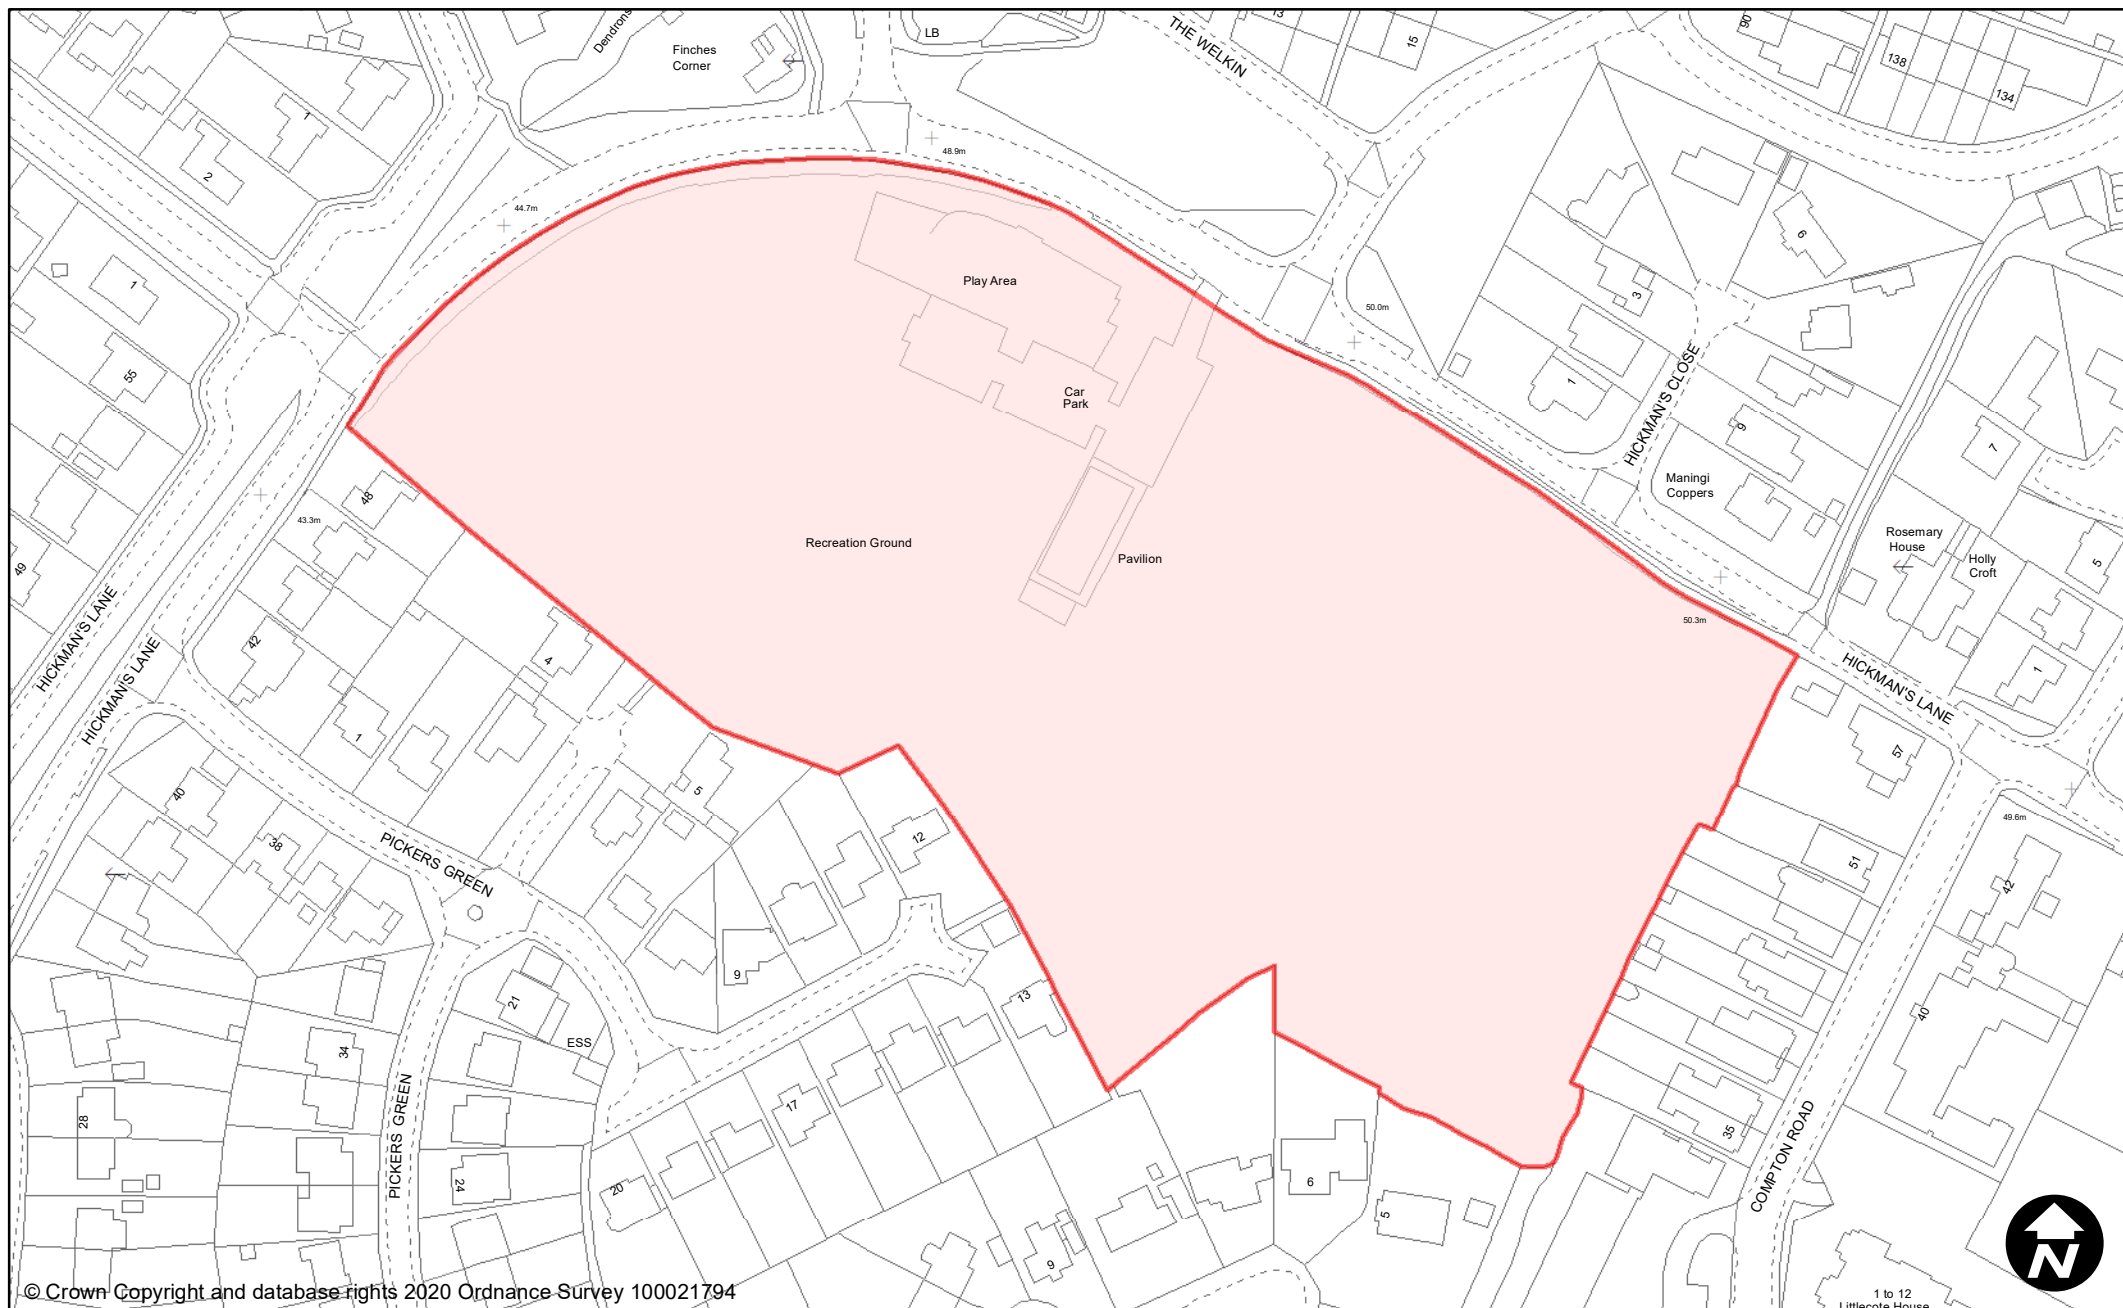 Dendrons
Finches
Corner
LB
THE WELKIN
13
15
90
138
134
1
2
48.9m
44.7m
6
1
Play Area
3
50.0m
55
1
HICKMAN'S CLOSE
Car
Park
9
7
48
Maningi
Coppers
43.3m
Rosemary
House
Holly
Croft
49
Recreation Ground
Pavilion
5
HICKMAN'S LANE
HICKMAN'S LANE
42
4
50.3m
HICKMAN'S LANE
1
1
57
40
5
38
PICKERS GREEN
12
49.6m
51
42
9
21
13
ESS
40
34
PICKERS GREEN
28
17
35
COMPTON ROAD
24
20
6
5
9
N
© Crown Copyright and database rights 2020 Ordnance Survey 100021794
1 to 12
Littlecote House